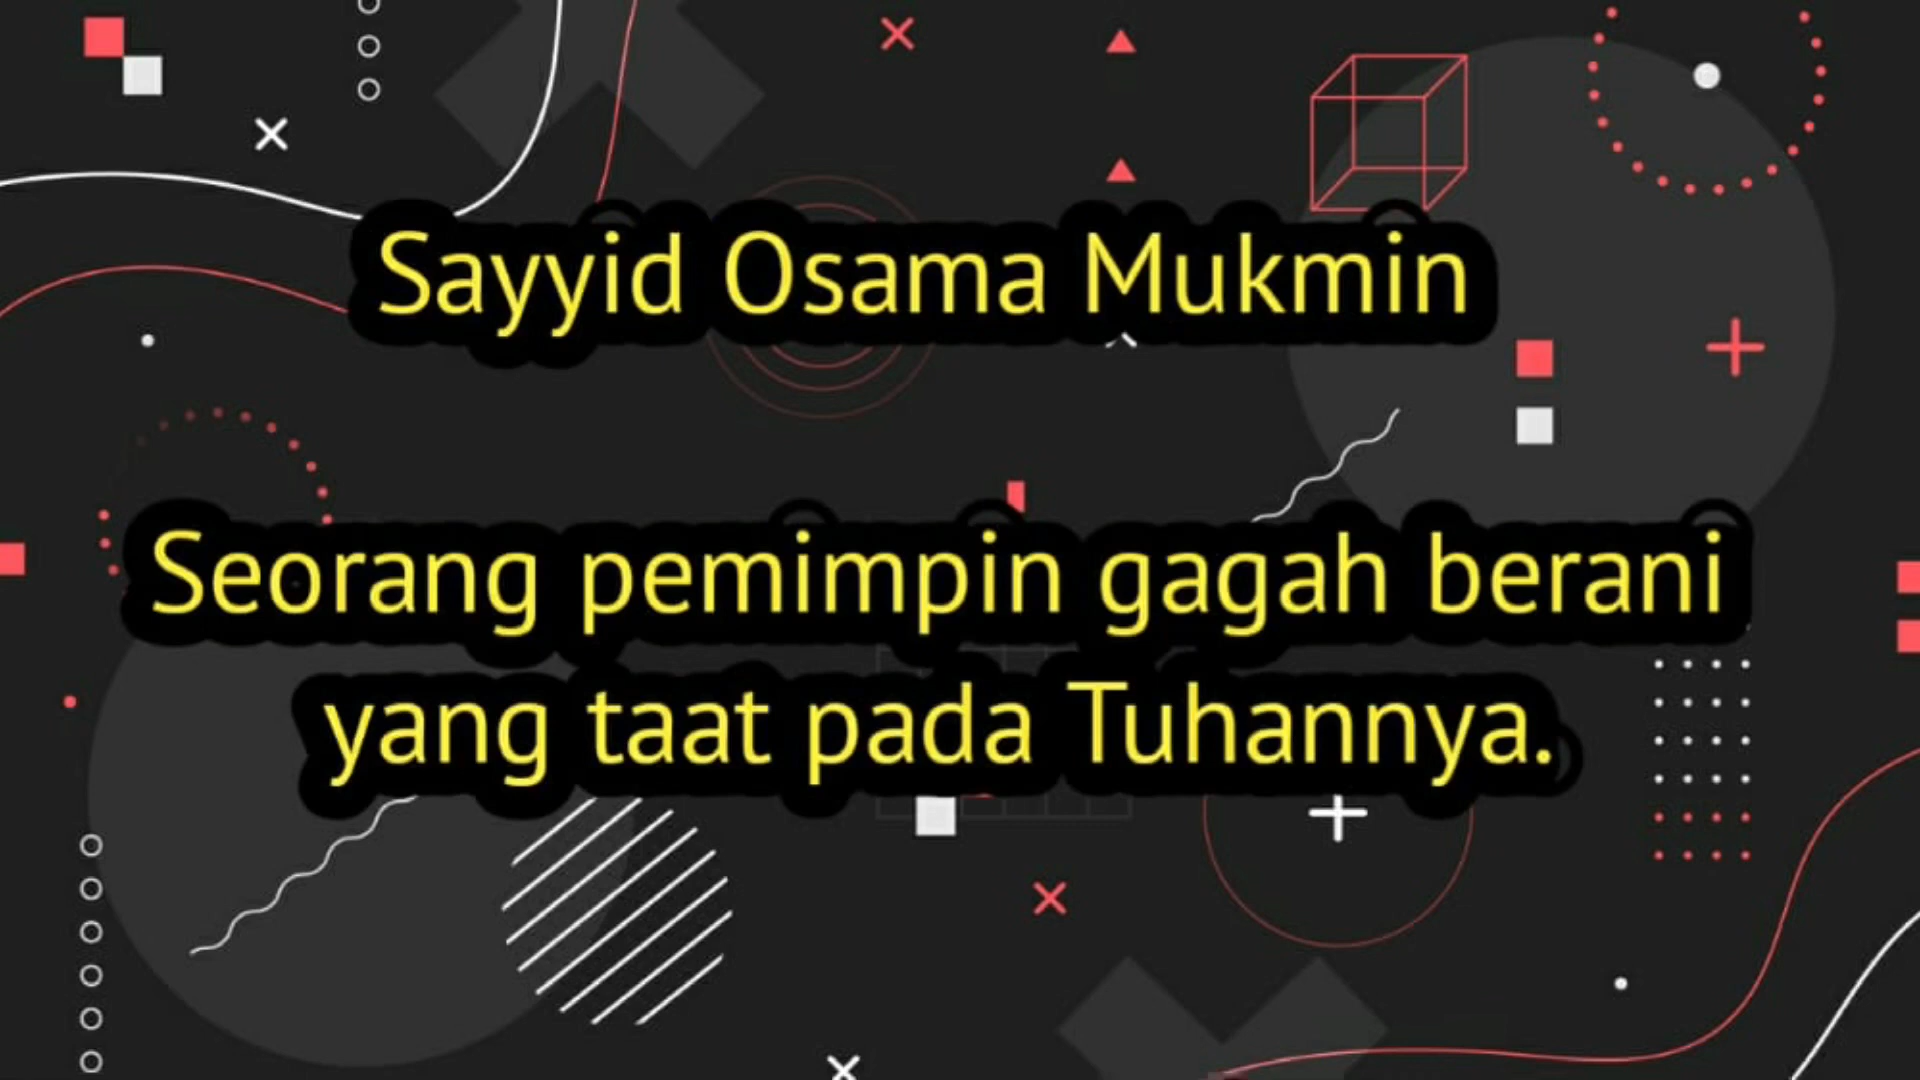 Sayyid Osama Mukmin
Seorang pemimpin gagah berani
yang taat pada Tuhannya.